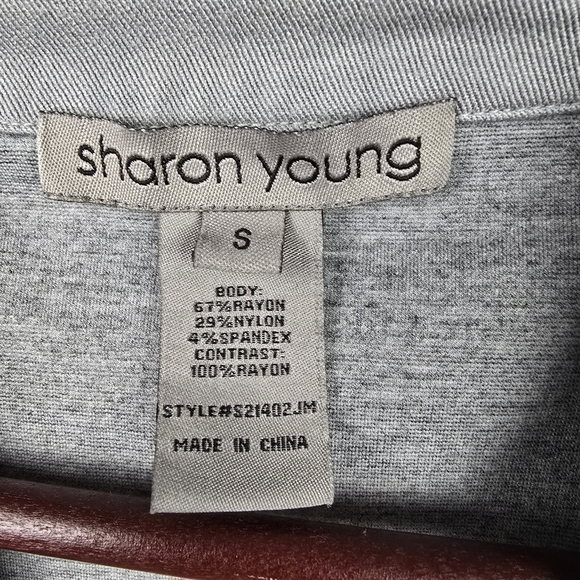 sharon young
S
BODY:
67%RAYON
29%NYLON
4%SPANDEX
CONTRAST:
100%RAYON
STYLE#S21402JM
MADE IN CHINA